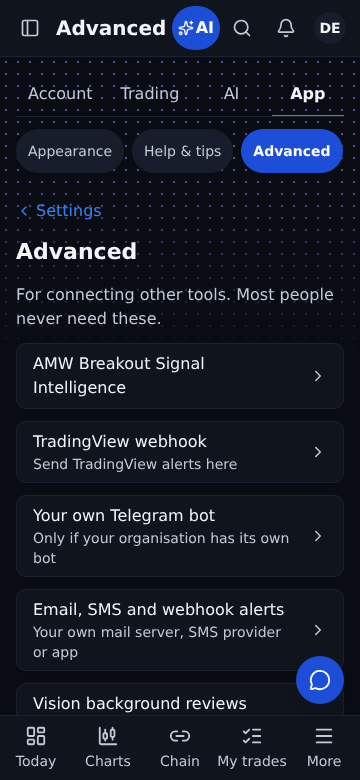 Advanced AI DE
Account Trading AI App
Appearance Help & tips Advanced
Settings
Advanced
For connecting other tools. Most people
never need these.
AMW Breakout Signal
Intelligence
TradingView webhook
Send TradingView alerts here
Your own Telegram bot
Only if your organisation has its own
bot
Email, SMS and webhook alerts
Your own mail server, SMS provider
or app
Vision background reviews
Today Charts Chain My trades More